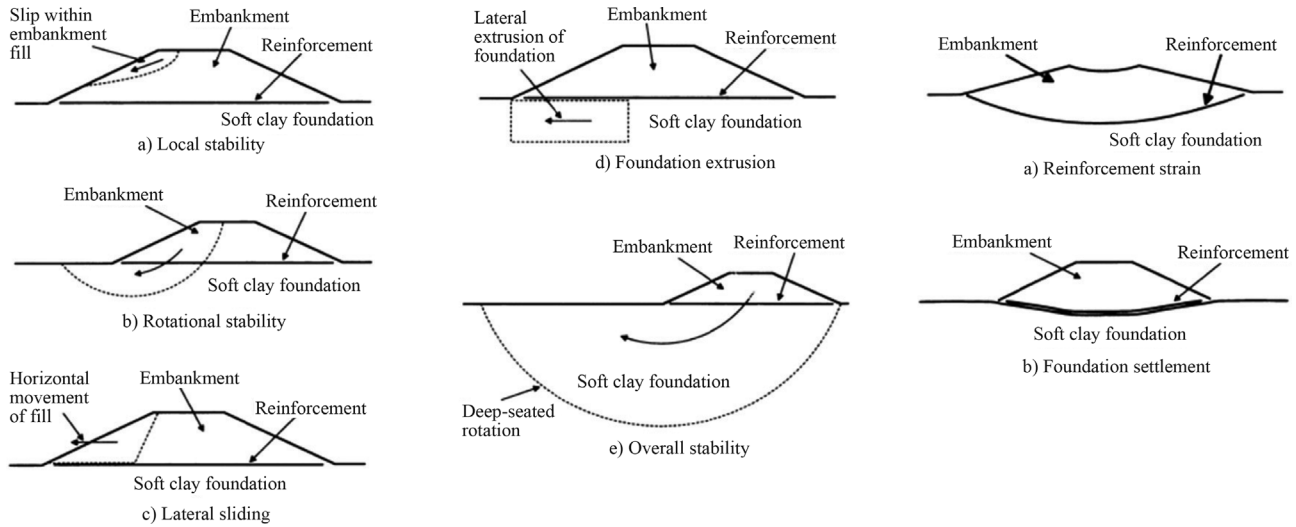 Slip within
embankment
fill
Embankment
Reinforcement
Soft clay foundation
a) Local stability
Embankment
Reinforcement
Soft clay foundation
b) Rotational stability
Horizontal
movement
of fill
Embankment
Reinforcement
Soft clay foundation
c) Lateral sliding
Lateral
extrusion of
foundation
Embankment
Reinforcement
Soft clay foundation
d) Foundation extrusion
Embankment
Reinforcement
Soft clay foundation
Deep-seated
rotation
e) Overall stability
Embankment
Reinforcement
Soft clay foundation
a) Reinforcement strain
Embankment
Reinforcement
Soft clay foundation
b) Foundation settlement